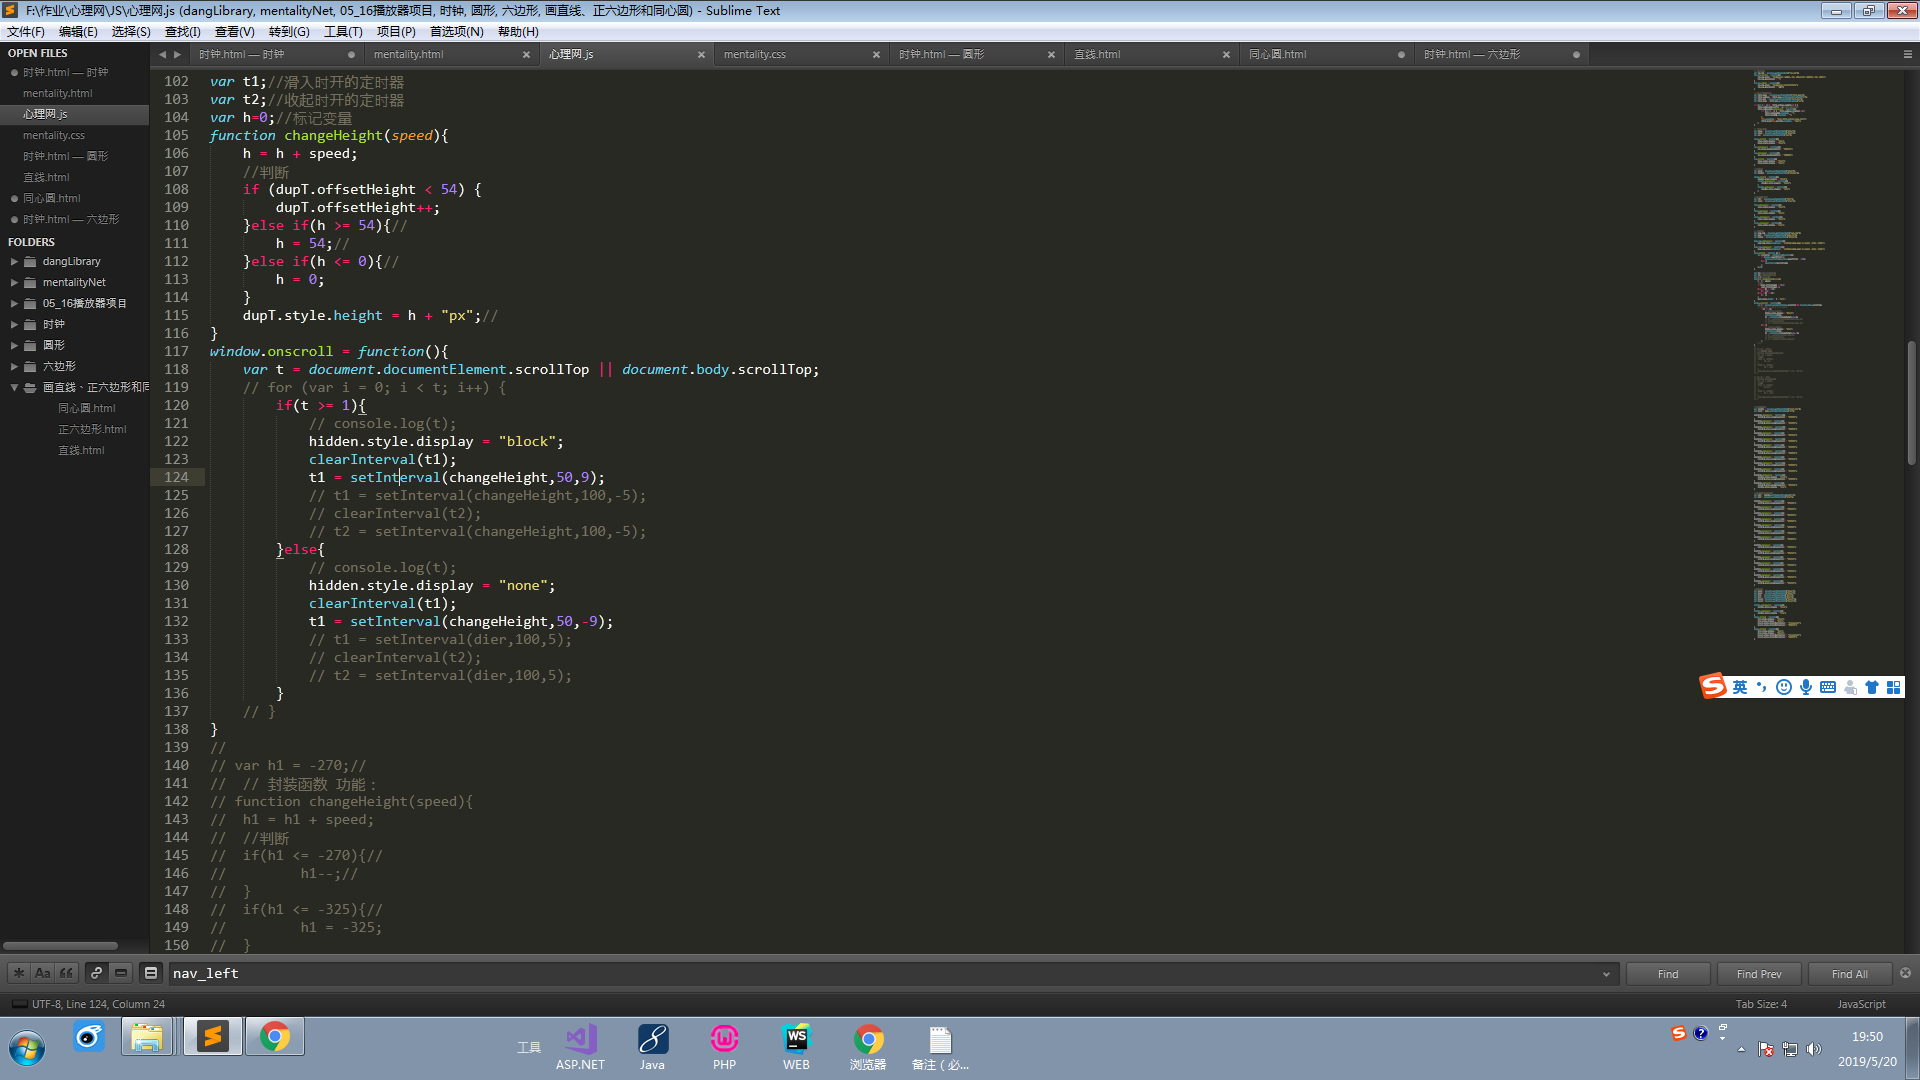 F:\作业\心理网\JS\心理网.js (dangLibrary, mentalityNet, 05_16播放器项目, 时钟, 圆形, 六边形, 画直线、正六边形和同心圆) - Sublime Text
文件(F) 编辑(E) 选择(S) 查找(I) 查看(V) 转到(G) 工具(T) 项目(P) 首选项(N) 帮助(H)
OPEN FILES
时钟.html — 时钟
mentality.html
心理网.js
mentality.css
时钟.html — 圆形
直线.html
同心圆.html
时钟.html — 六边形
FOLDERS
dangLibrary
mentalityNet
05_16播放器项目
时钟
圆形
六边形
画直线、正六边形和同
同心圆.html
正六边形.html
直线.html
时钟.html — 时钟 mentality.html 心理网.js mentality.css 时钟.html — 圆形 直线.html 同心圆.html 时钟.html — 六边形
102 var t1;//滑入时开的定时器
103 var t2;//收起时开的定时器
104 var h=0;//标记变量
105 function changeHeight(speed){
106 h = h + speed;
107 //判断
108 if (dupT.offsetHeight < 54) {
109 dupT.offsetHeight++;
110 }else if(h >= 54){//
111 h = 54;//
112 }else if(h <= 0){//
113 h = 0;
114 }
115 dupT.style.height = h + "px";//
116 }
117 window.onscroll = function(){
118 var t = document.documentElement.scrollTop || document.body.scrollTop;
119 // for (var i = 0; i < t; i++) {
120 if(t >= 1){
121 // console.log(t);
122 hidden.style.display = "block";
123 clearInterval(t1);
124 t1 = setInterval(changeHeight,50,9);
125 // t1 = setInterval(changeHeight,100,-5);
126 // clearInterval(t2);
127 // t2 = setInterval(changeHeight,100,-5);
128 }else{
129 // console.log(t);
130 hidden.style.display = "none";
131 clearInterval(t1);
132 t1 = setInterval(changeHeight,50,-9);
133 // t1 = setInterval(dier,100,5);
134 // clearInterval(t2);
135 // t2 = setInterval(dier,100,5);
136 }
137 // }
138 }
139 //
140 // var h1 = -270;//
141 // // 封装函数 功能：
142 // function changeHeight(speed){
143 // h1 = h1 + speed;
144 // //判断
145 // if(h1 <= -270){//
146 // h1--;//
147 // }
148 // if(h1 <= -325){//
149 // h1 = -325;
150 // }
英
Aa
nav_left
Find Find Prev Find All
UTF-8, Line 124, Column 24
Tab Size: 4 JavaScript
工具
ASP.NET
Java
PHP
WS
WEB
浏览器
备注（必...
19:50
2019/5/20